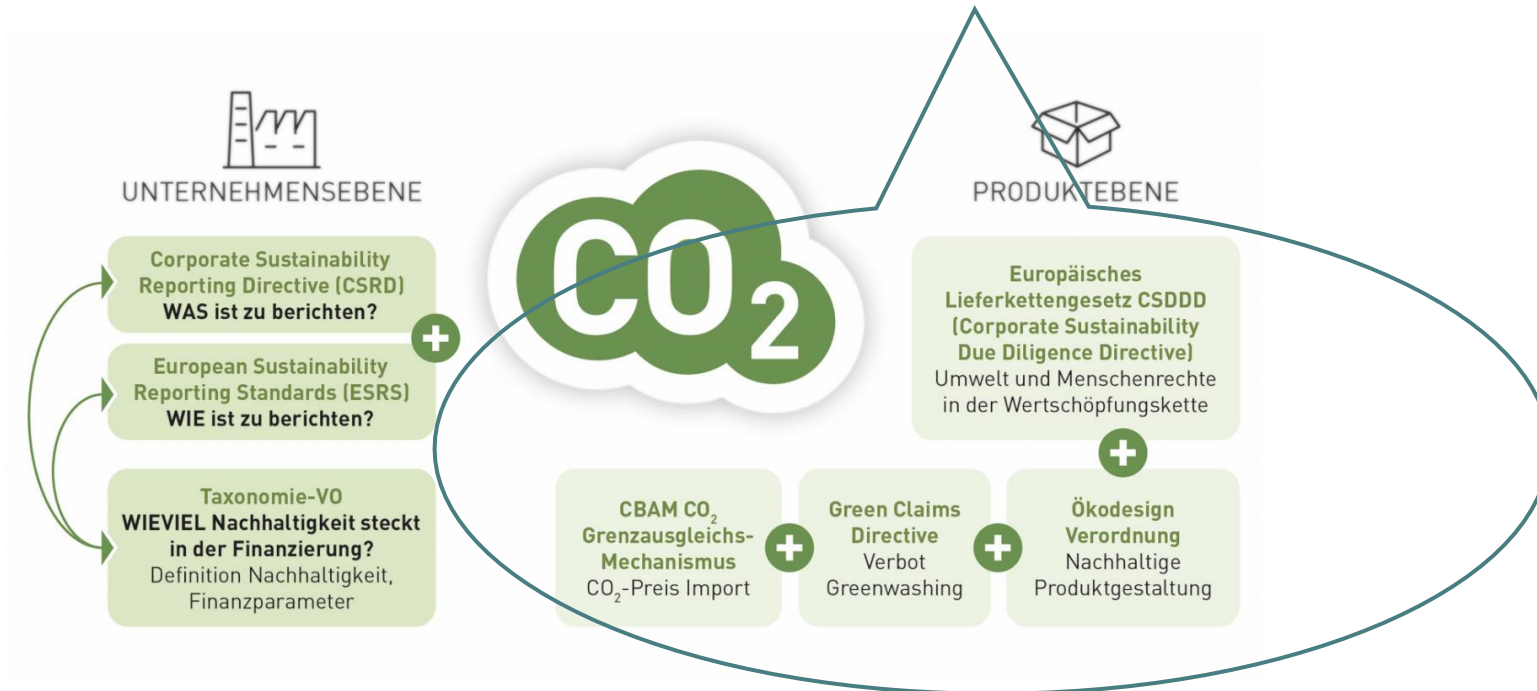 UNTERNEHMENSEBENE
Corporate Sustainability
Reporting Directive (CSRD)
WAS ist zu berichten?
+
European Sustainability
Reporting Standards (ESRS)
WIE ist zu berichten?
Taxonomie-VO
WIEVIEL Nachhaltigkeit steckt
in der Finanzierung?
Definition Nachhaltigkeit,
Finanzparameter
CO₂
PRODUKTEBENE
Europäisches
Lieferkettengesetz CSDDD
(Corporate Sustainability
Due Diligence Directive)
Umwelt und Menschenrechte
in der Wertschöpfungskette
+
CBAM CO₂
Grenzausgleichs-
Mechanismus
CO₂-Preis Import
+
Green Claims
Directive
Verbot
Greenwashing
+
Ökodesign
Verordnung
Nachhaltige
Produktgestaltung